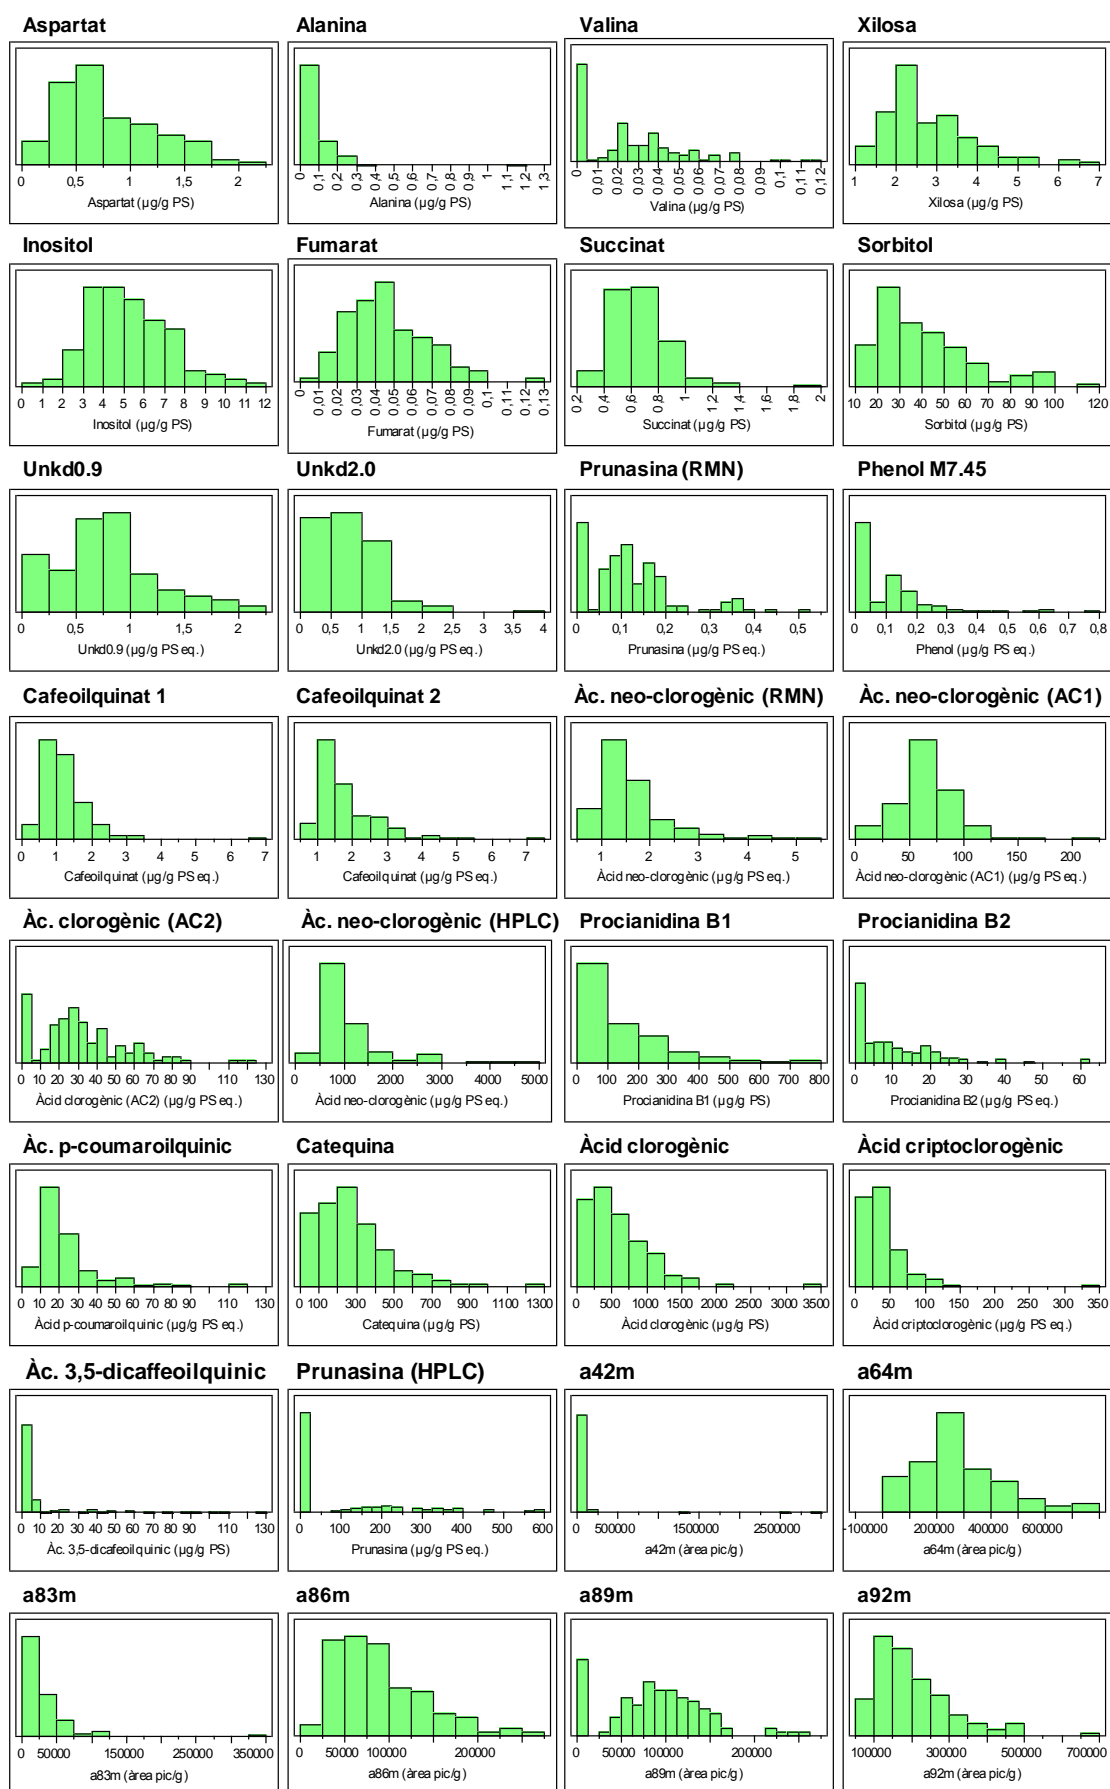 Aspartat Alanina Valina Xilosa
0 0,5 1 1,5 2
0 0,1 0,2 0,3 0,4 0,5 0,6 0,7 0,8 0,9 1 1,1 1,2 1,3
0 0,01 0,02 0,03 0,04 0,05 0,06 0,07 0,08 0,09 0,1 0,11 0,12
1 2 3 4 5 6 7
Aspartat (µg/g PS) Alanina (µg/g PS) Valina (µg/g PS) Xilosa (µg/g PS)
Inositol Fumarat Succinat Sorbitol
0 1 2 3 4 5 6 7 8 9 10 11 12
0 0,01 0,02 0,03 0,04 0,05 0,06 0,07 0,08 0,09 0,1 0,11 0,12 0,13
0.2 0.4 0.6 0.8 1 1.2 1.4 1.6 1.8 2
10 20 30 40 50 60 70 80 90 100 120
Inositol (µg/g PS) Fumarat (µg/g PS) Succinat (µg/g PS) Sorbitol (µg/g PS)
Unkd0.9 Unkd2.0 Prunasina (RMN) Phenol M7.45
0 0,5 1 1,5 2
0 0,5 1 1,5 2 2,5 3 3,5 4
0 0,1 0,2 0,3 0,4 0,5
0 0,1 0,2 0,3 0,4 0,5 0,6 0,7 0,8
Unkd0.9 (µg/g PS eq.) Unkd2.0 (µg/g PS eq.) Prunasina (µg/g PS eq.) Phenol (µg/g PS eq.)
Cafeoilquinat 1 Cafeoilquinat 2 Àc. neo-clorogènic (RMN) Àc. neo-clorogènic (AC1)
0 1 2 3 4 5 6 7
1 2 3 4 5 6 7
1 2 3 4 5
0 50 100 150 200
Cafeoilquinat (µg/g PS eq.) Cafeoilquinat (µg/g PS eq.) Àcid neo-clorogènic (µg/g PS eq.) Àcid neo-clorogènic (AC1) (µg/g PS eq.)
Àc. clorogènic (AC2) Àc. neo-clorogènic (HPLC) Procianidina B1 Procianidina B2
0 10 20 30 40 50 60 70 80 90 110 130
0 1000 2000 3000 4000 5000
0 100 200 300 400 500 600 700 800
0 10 20 30 40 50 60
Àcid clorogènic (AC2) (µg/g PS eq.) Àcid neo-clorogènic (µg/g PS eq.) Procianidina B1 (µg/g PS) Procianidina B2 (µg/g PS eq.)
Àc. p-coumaroilquinic Catequina Àcid clorogènic Àcid criptoclorogènic
0 10 20 30 40 50 60 70 80 90 110 130
0 100 300 500 700 900 1100 1300
0 500 1000 1500 2000 2500 3000 3500
0 50 100 150 200 250 300 350
Àcid p-coumaroilquinic (µg/g PS eq.) Catequina (µg/g PS) Àcid clorogènic (µg/g PS) Àcid criptoclorogènic (µg/g PS eq.)
Àc. 3,5-dicaffeoilquinic Prunasina (HPLC) a42m a64m
0 10 20 30 40 50 60 70 80 90 110 130
0 100 200 300 400 500 600
0 500000 1500000 2500000
-100000 200000 400000 600000
Àc. 3,5-dicafeoilquinic (µg/g PS) Prunasina (µg/g PS eq.) a42m (àrea pic/g) a64m (àrea pic/g)
a83m a86m a89m a92m
0 50000 150000 250000 350000
0 50000 100000 200000
0 50000 100000 200000
100000 300000 500000 700000
a83m (àrea pic/g) a86m (àrea pic/g) a89m (àrea pic/g) a92m (àrea pic/g)